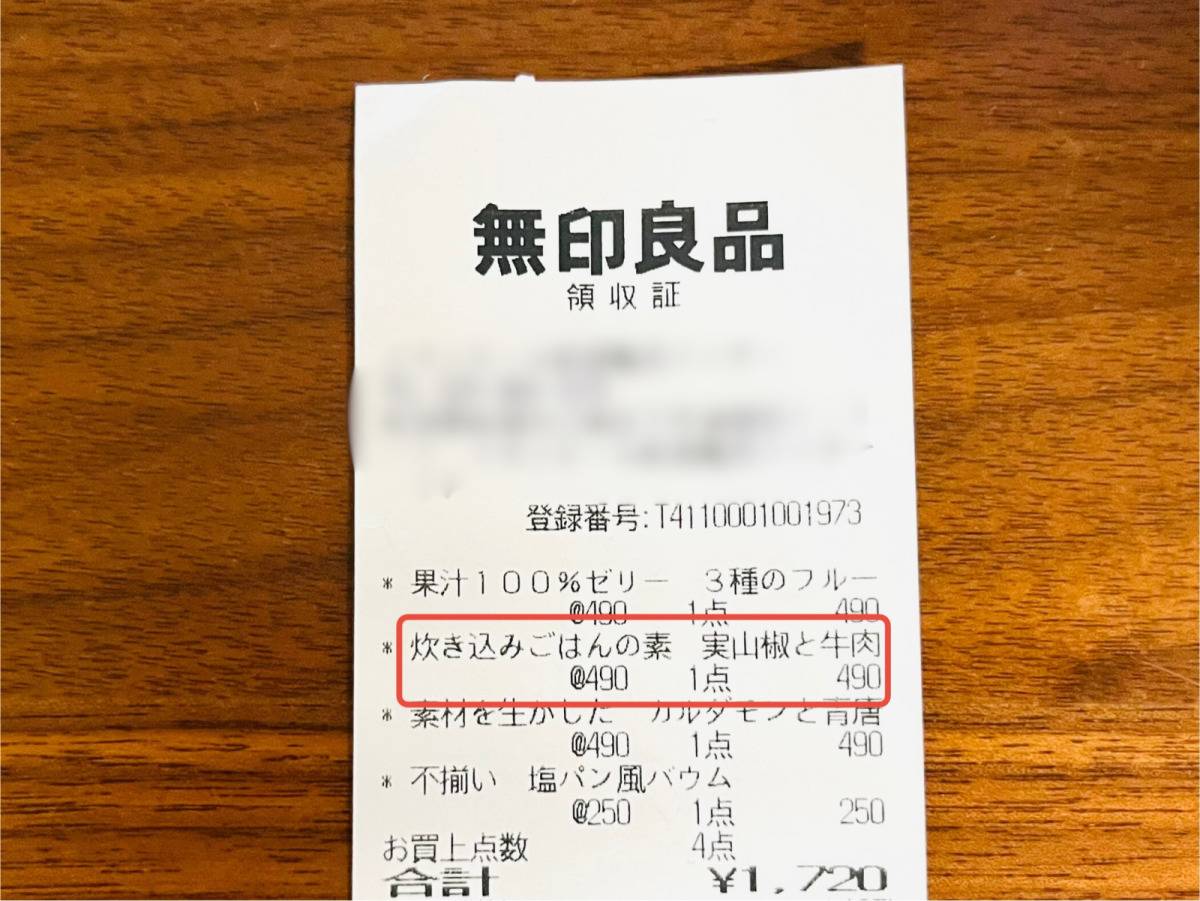 無印良品
領収証
登録番号:T4110001001973
* 果汁100%ゼリー 3種のフルー
@490 1点 490
* 炊き込みごはんの素 実山椒と牛肉
@490 1点 490
* 素材を生かした カルダモンと青唐
@490 1点 490
* 不揃い 塩パン風バウム
@250 1点 250
お買上点数 4点
合計 ¥1,720